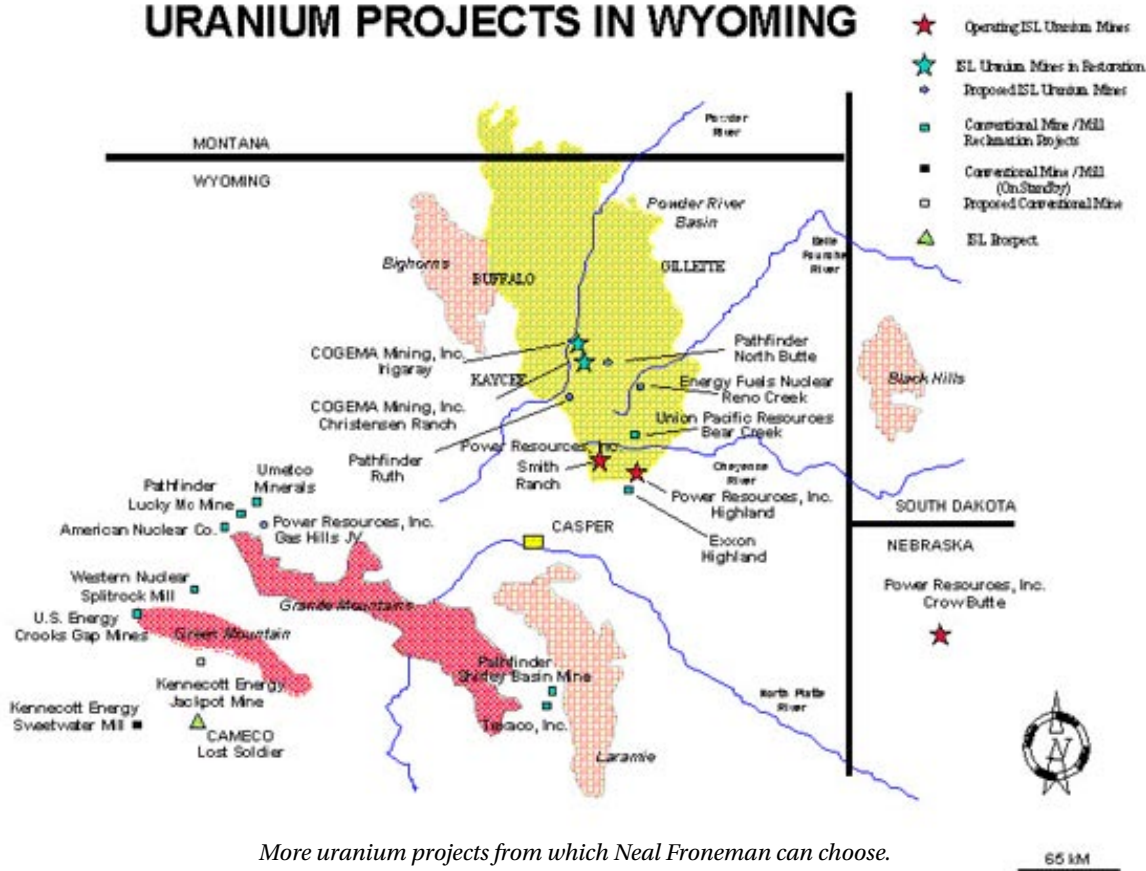 URANIUM PROJECTS IN WYOMING
Operating ISL Uranium Mines
ISL Uranium Mines in Restoration
Proposed ISL Uranium Mines
Conventional Mine / Mill
Reclamation Projects
Conventional Mine / Mill
(On Standby)
Proposed Conventional Mine
ISL Prospect
MONTANA
WYOMING
Powder
River
Powder River
Basin
Bighorns
BUFFALO
GILLETTE
Belle
Fourche
River
COGEMA Mining, Inc.
Irigaray
KAYCEE
Pathfinder
North Butte
Energy Fuels Nuclear
Reno Creek
Black Hills
COGEMA Mining, Inc.
Christensen Ranch
Union Pacific Resources
Bear Creek
Pathfinder
Ruth
Power Resources, Inc.
Smith
Ranch
Cheyenne
River
Power Resources, Inc.
Highland
Exxon
Highland
Umetco
Minerals
Pathfinder
Lucky Mc Mine
American Nuclear Co.
Power Resources, Inc.
Gas Hills JV
CASPER
SOUTH DAKOTA
NEBRASKA
Power Resources, Inc.
Crow Butte
Western Nuclear
Splitrock Mill
U.S. Energy
Crooks Gap Mines
Green Mountain
Granite Mountains
Kennecott Energy
Jackpot Mine
Kennecott Energy
Sweetwater Mill
CAMECO
Lost Soldier
Pathfinder
Shirley Basin Mine
Texaco, Inc.
Laramie
North Platte
River
N
More uranium projects from which Neal Froneman can choose.
65 kM